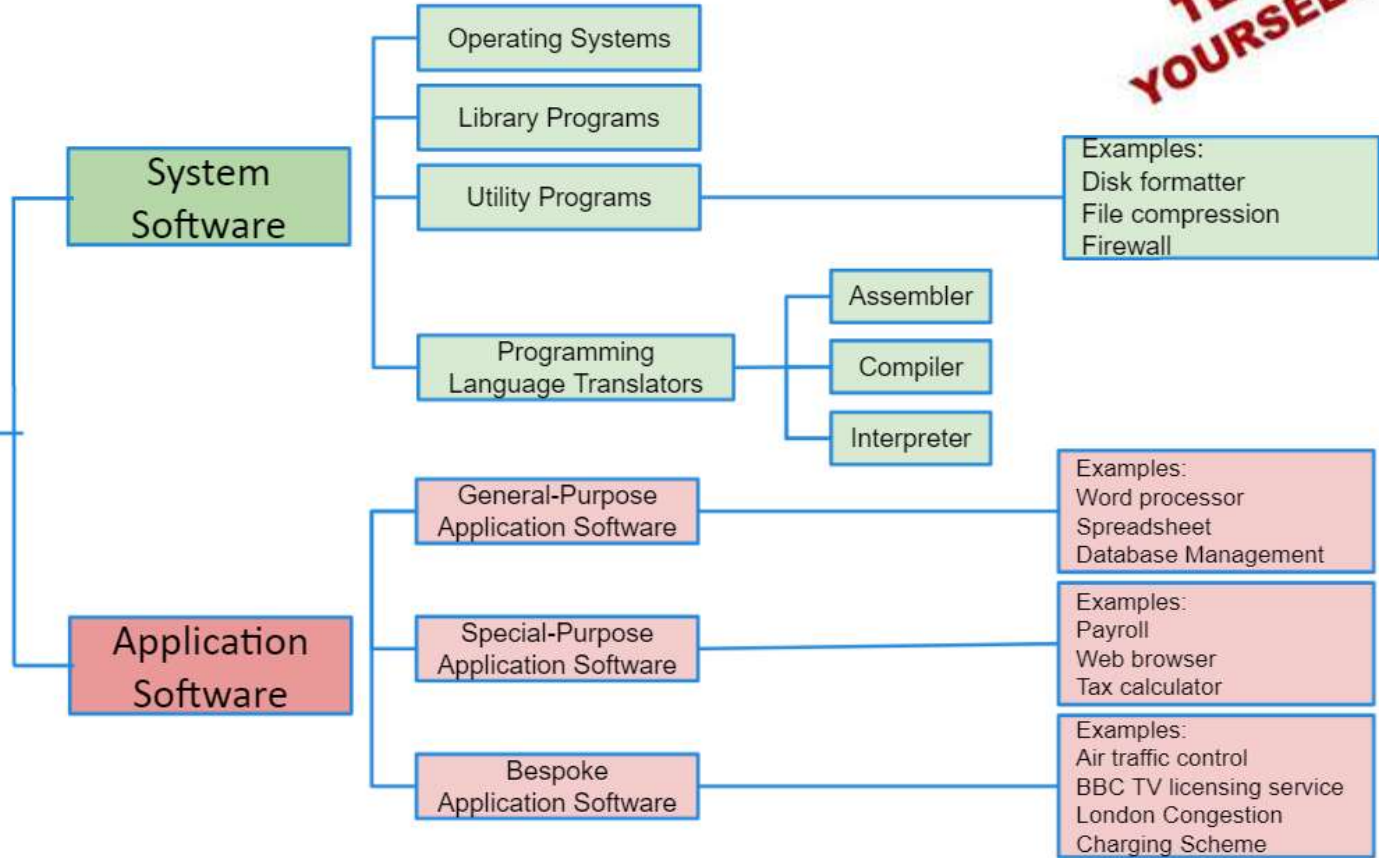 YOURSELF
Operating Systems
Library Programs
System
Software
Utility Programs
Examples:
Disk formatter
File compression
Firewall
Programming
Language Translators
Assembler
Compiler
Interpreter
General-Purpose
Application Software
Examples:
Word processor
Spreadsheet
Database Management
Application
Software
Special-Purpose
Application Software
Examples:
Payroll
Web browser
Tax calculator
Bespoke
Application Software
Examples:
Air traffic control
BBC TV licensing service
London Congestion
Charging Scheme